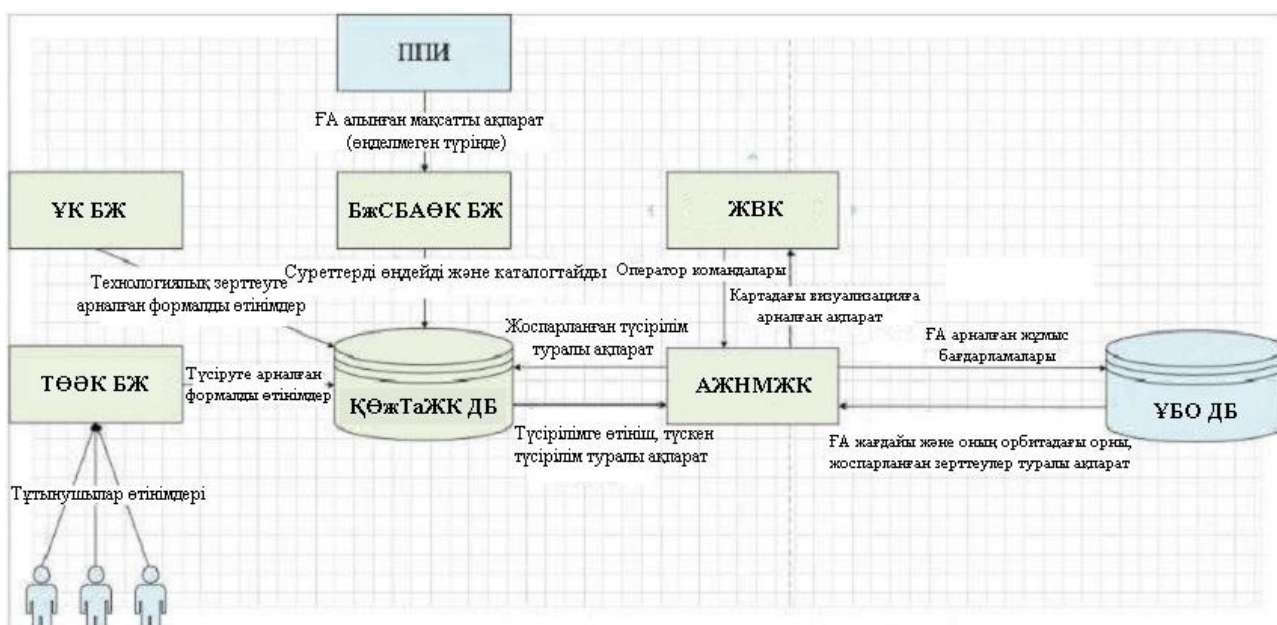 ППИ
ҒА алынған мақсатты ақпарат
(өңделмеген түрінде)
ҰК БЖ
БжСБАӨК БЖ
ЖВК
Суреттерді өңдейді және каталогтайды
Оператор командалары
Технологиялық зерттеуге
арналған формалды өтінімдер
Картадағы визуализацияға
арналған ақпарат
Жоспарланған түсірілім
туралы ақпарат
ҒА арналған жұмыс
бағдарламалары
ТӨӘК БЖ
Түсіруге арналған
формалды өтінімдер
ҚӨжТаЖК ДБ
АЖНМЖК
ҰБО ДБ
Түсірілімге өтініш, түскен
түсірілім туралы ақпарат
ҒА жағдайы және оның орбитадағы орны,
жоспарланған зерттеулер туралы ақпарат
Тұтынушылар өтінімдері